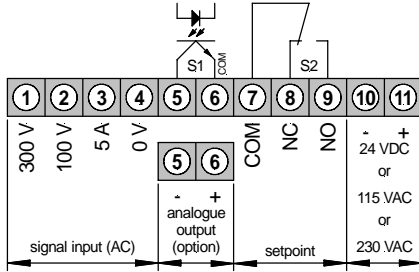 S1
COM
S2
1 2 3 4 5 6 7 8 9 10 11
300 V
100 V
5 A
0 V
5 6
COM
NC
NO
- +
24 VDC
or
115 VAC
or
230 VAC
- +
analogue
output
(option)
signal input (AC)
setpoint